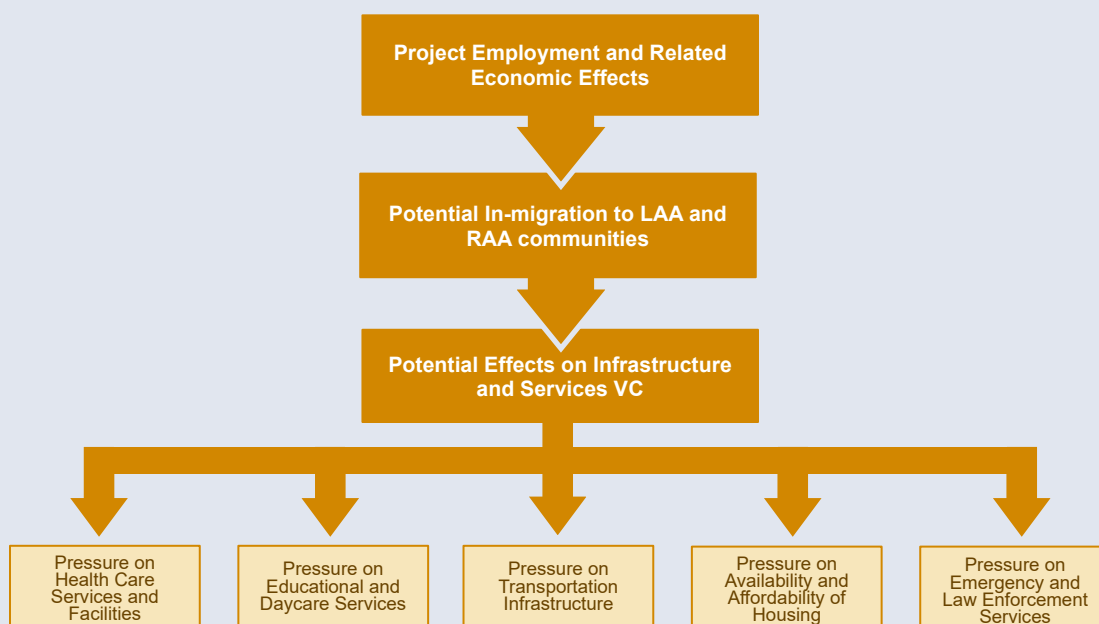 Project Employment and Related
Economic Effects
Potential In-migration to LAA and
RAA communities
Potential Effects on Infrastructure
and Services VC
Pressure on
Health Care
Services and
Facilities
Pressure on
Educational and
Daycare Services
Pressure on
Transportation
Infrastructure
Pressure on
Availability and
Affordability of
Housing
Pressure on
Emergency and
Law Enforcement
Services